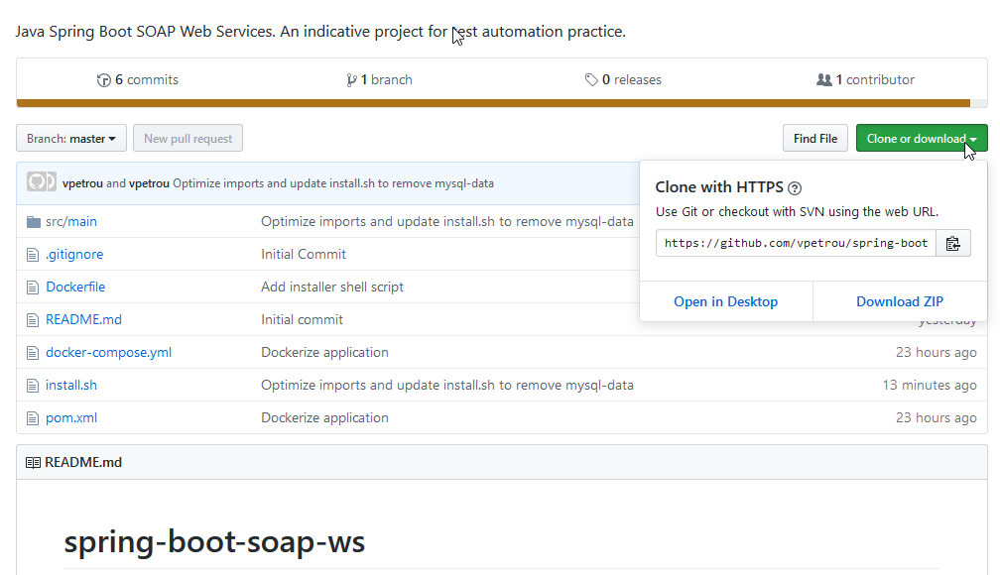 Java Spring Boot SOAP Web Services. An indicative project for test automation practice.
6 commits 1 branch 0 releases 1 contributor
Branch: master New pull request Find File Clone or download
vpetrou and vpetrou Optimize imports and update install.sh to remove mysql-data
Clone with HTTPS ?
Use Git or checkout with SVN using the web URL.
https://github.com/vpetrou/spring-boot
Open in Desktop Download ZIP
src/main Optimize imports and update install.sh to remove mysql-data
.gitignore Initial Commit
Dockerfile Add installer shell script
README.md Initial commit yesterday
docker-compose.yml Dockerize application 23 hours ago
install.sh Optimize imports and update install.sh to remove mysql-data 13 minutes ago
pom.xml Dockerize application 23 hours ago
README.md
spring-boot-soap-ws